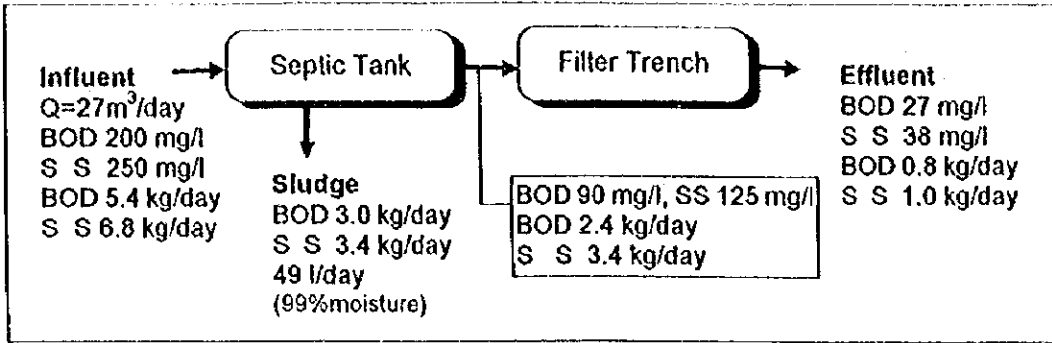 Septic Tank
Filter Trench
Influent
Q=27m³/day
BOD 200 mg/l
S S 250 mg/l
BOD 5.4 kg/day
S S 6.8 kg/day
Sludge
BOD 3.0 kg/day
S S 3.4 kg/day
49 l/day
(99%moisture)
BOD 90 mg/l, SS 125 mg/l
BOD 2.4 kg/day
S S 3.4 kg/day
Effluent
BOD 27 mg/l
S S 38 mg/l
BOD 0.8 kg/day
S S 1.0 kg/day